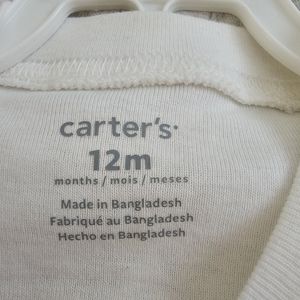 carter's
12m
months / mois / meses
Made in Bangladesh
Fabriqué au Bangladesh
Hecho en Bangladesh